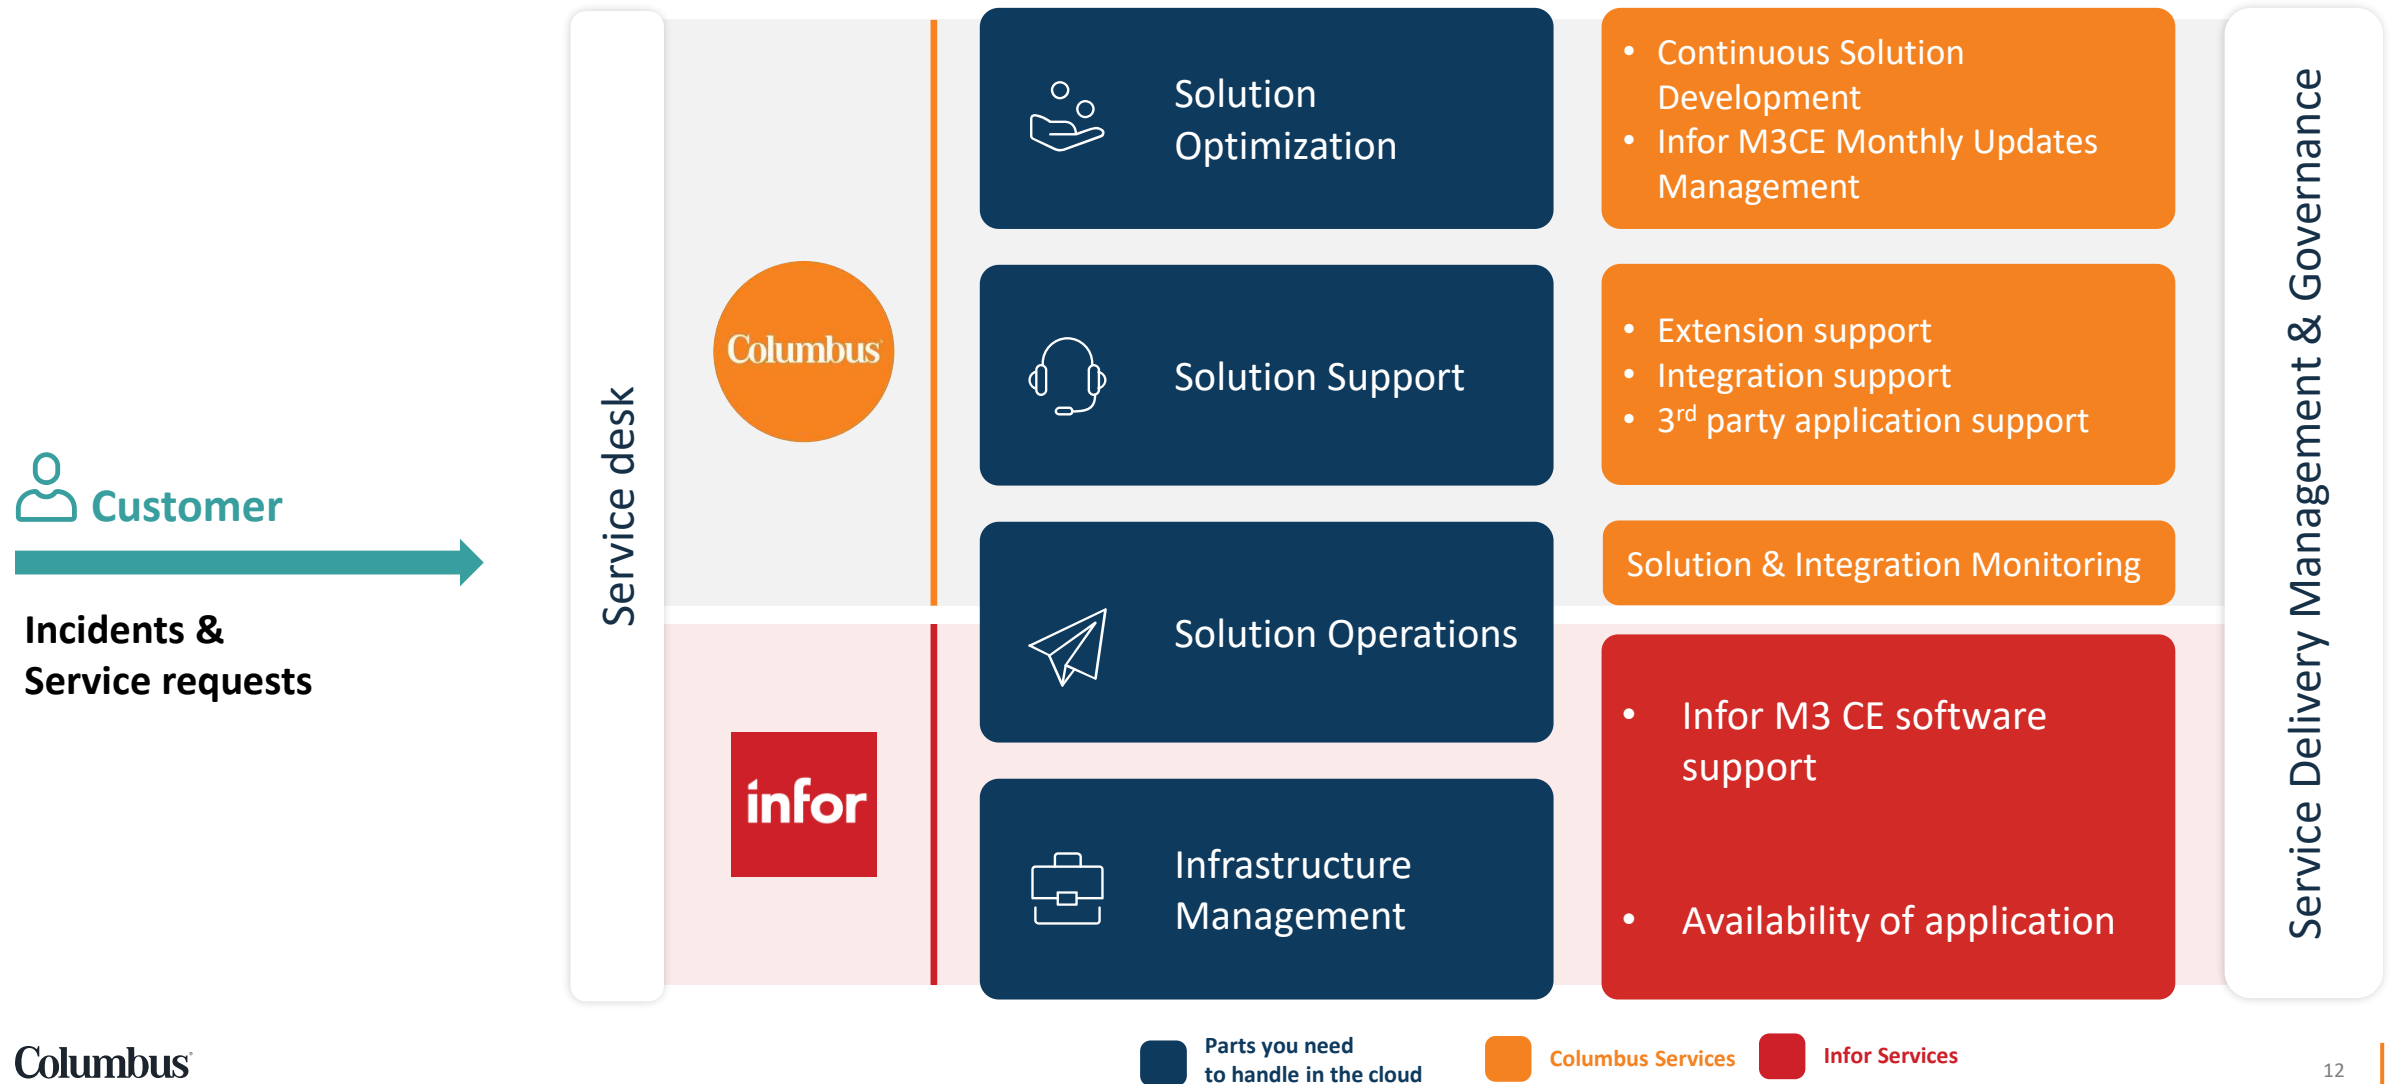 Customer
Incidents &
Service requests
Service desk
Columbus
infor
Solution
Optimization
Solution Support
Solution Operations
Infrastructure
Management
• Continuous Solution
Development
• Infor M3CE Monthly Updates
Management
• Extension support
• Integration support
• 3rd party application support
Solution & Integration Monitoring
• Infor M3 CE software
support
• Availability of application
Service Delivery Management & Governance
Columbus
Parts you need
to handle in the cloud
Columbus Services
Infor Services
12